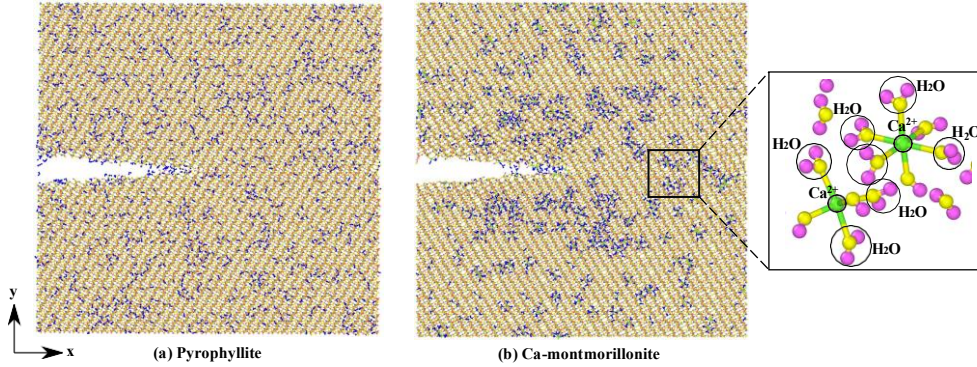 H2O
H2O
Ca2+
H2O
H2O
Ca2+
H2O
H2O
y
x
(a) Pyrophyllite
(b) Ca-montmorillonite